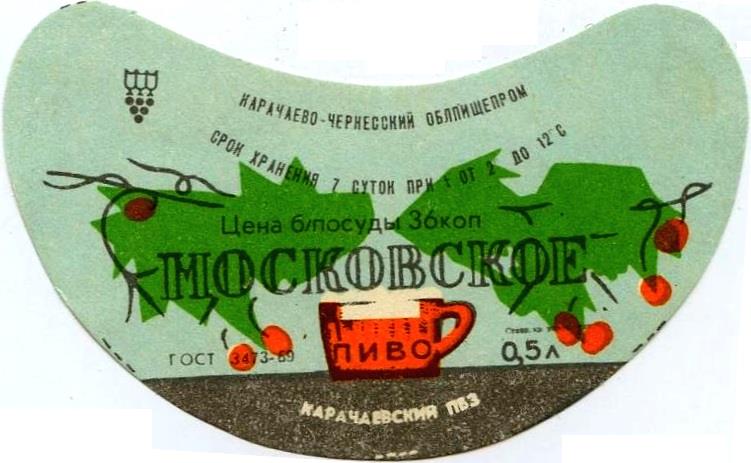 КАРАЧАЕВО-ЧЕРКЕССКИЙ ОБЛПИЩЕПРОМ
СРОК ХРАНЕНИЯ 7 СУТОК ПРИ t ОТ 2 ДО 12°С
Цена б/посуды 36коп
МОСКОВСКОЕ
ПИВО
ГОСТ 3473-69
0,5л
КАРАЧАЕВСКИЙ ПВЗ